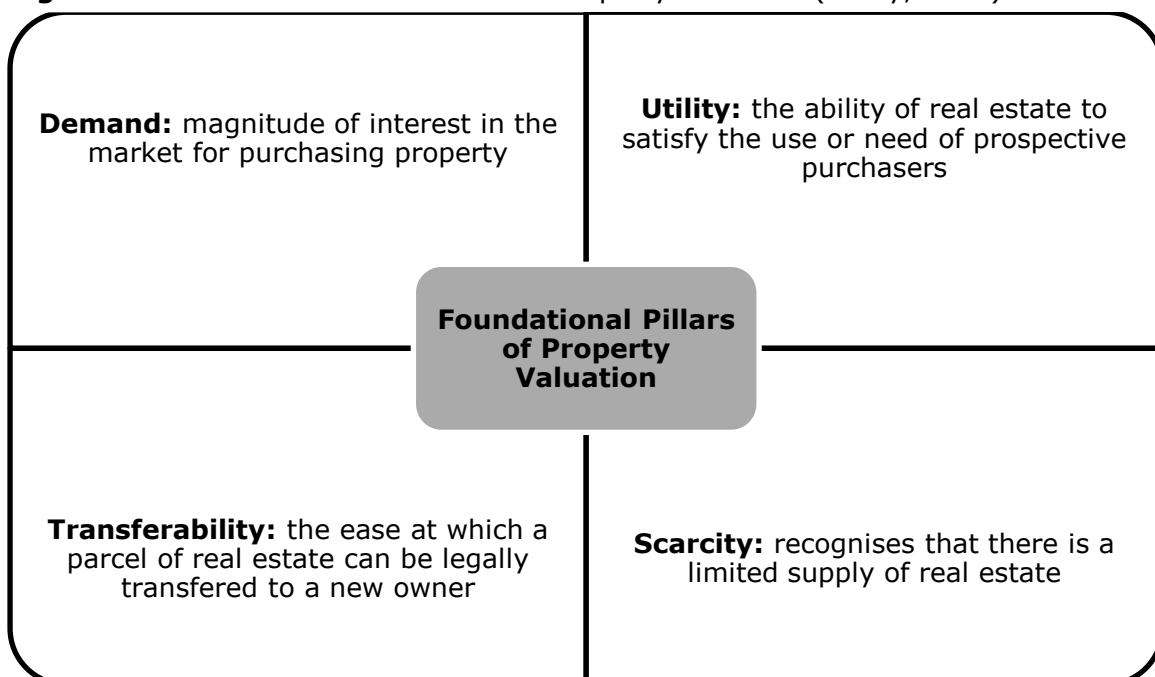 Demand: magnitude of interest in the
market for purchasing property
Utility: the ability of real estate to
satisfy the use or need of prospective
purchasers
Foundational Pillars
of Property
Valuation
Transferability: the ease at which a
parcel of real estate can be legally
transfered to a new owner
Scarcity: recognises that there is a
limited supply of real estate